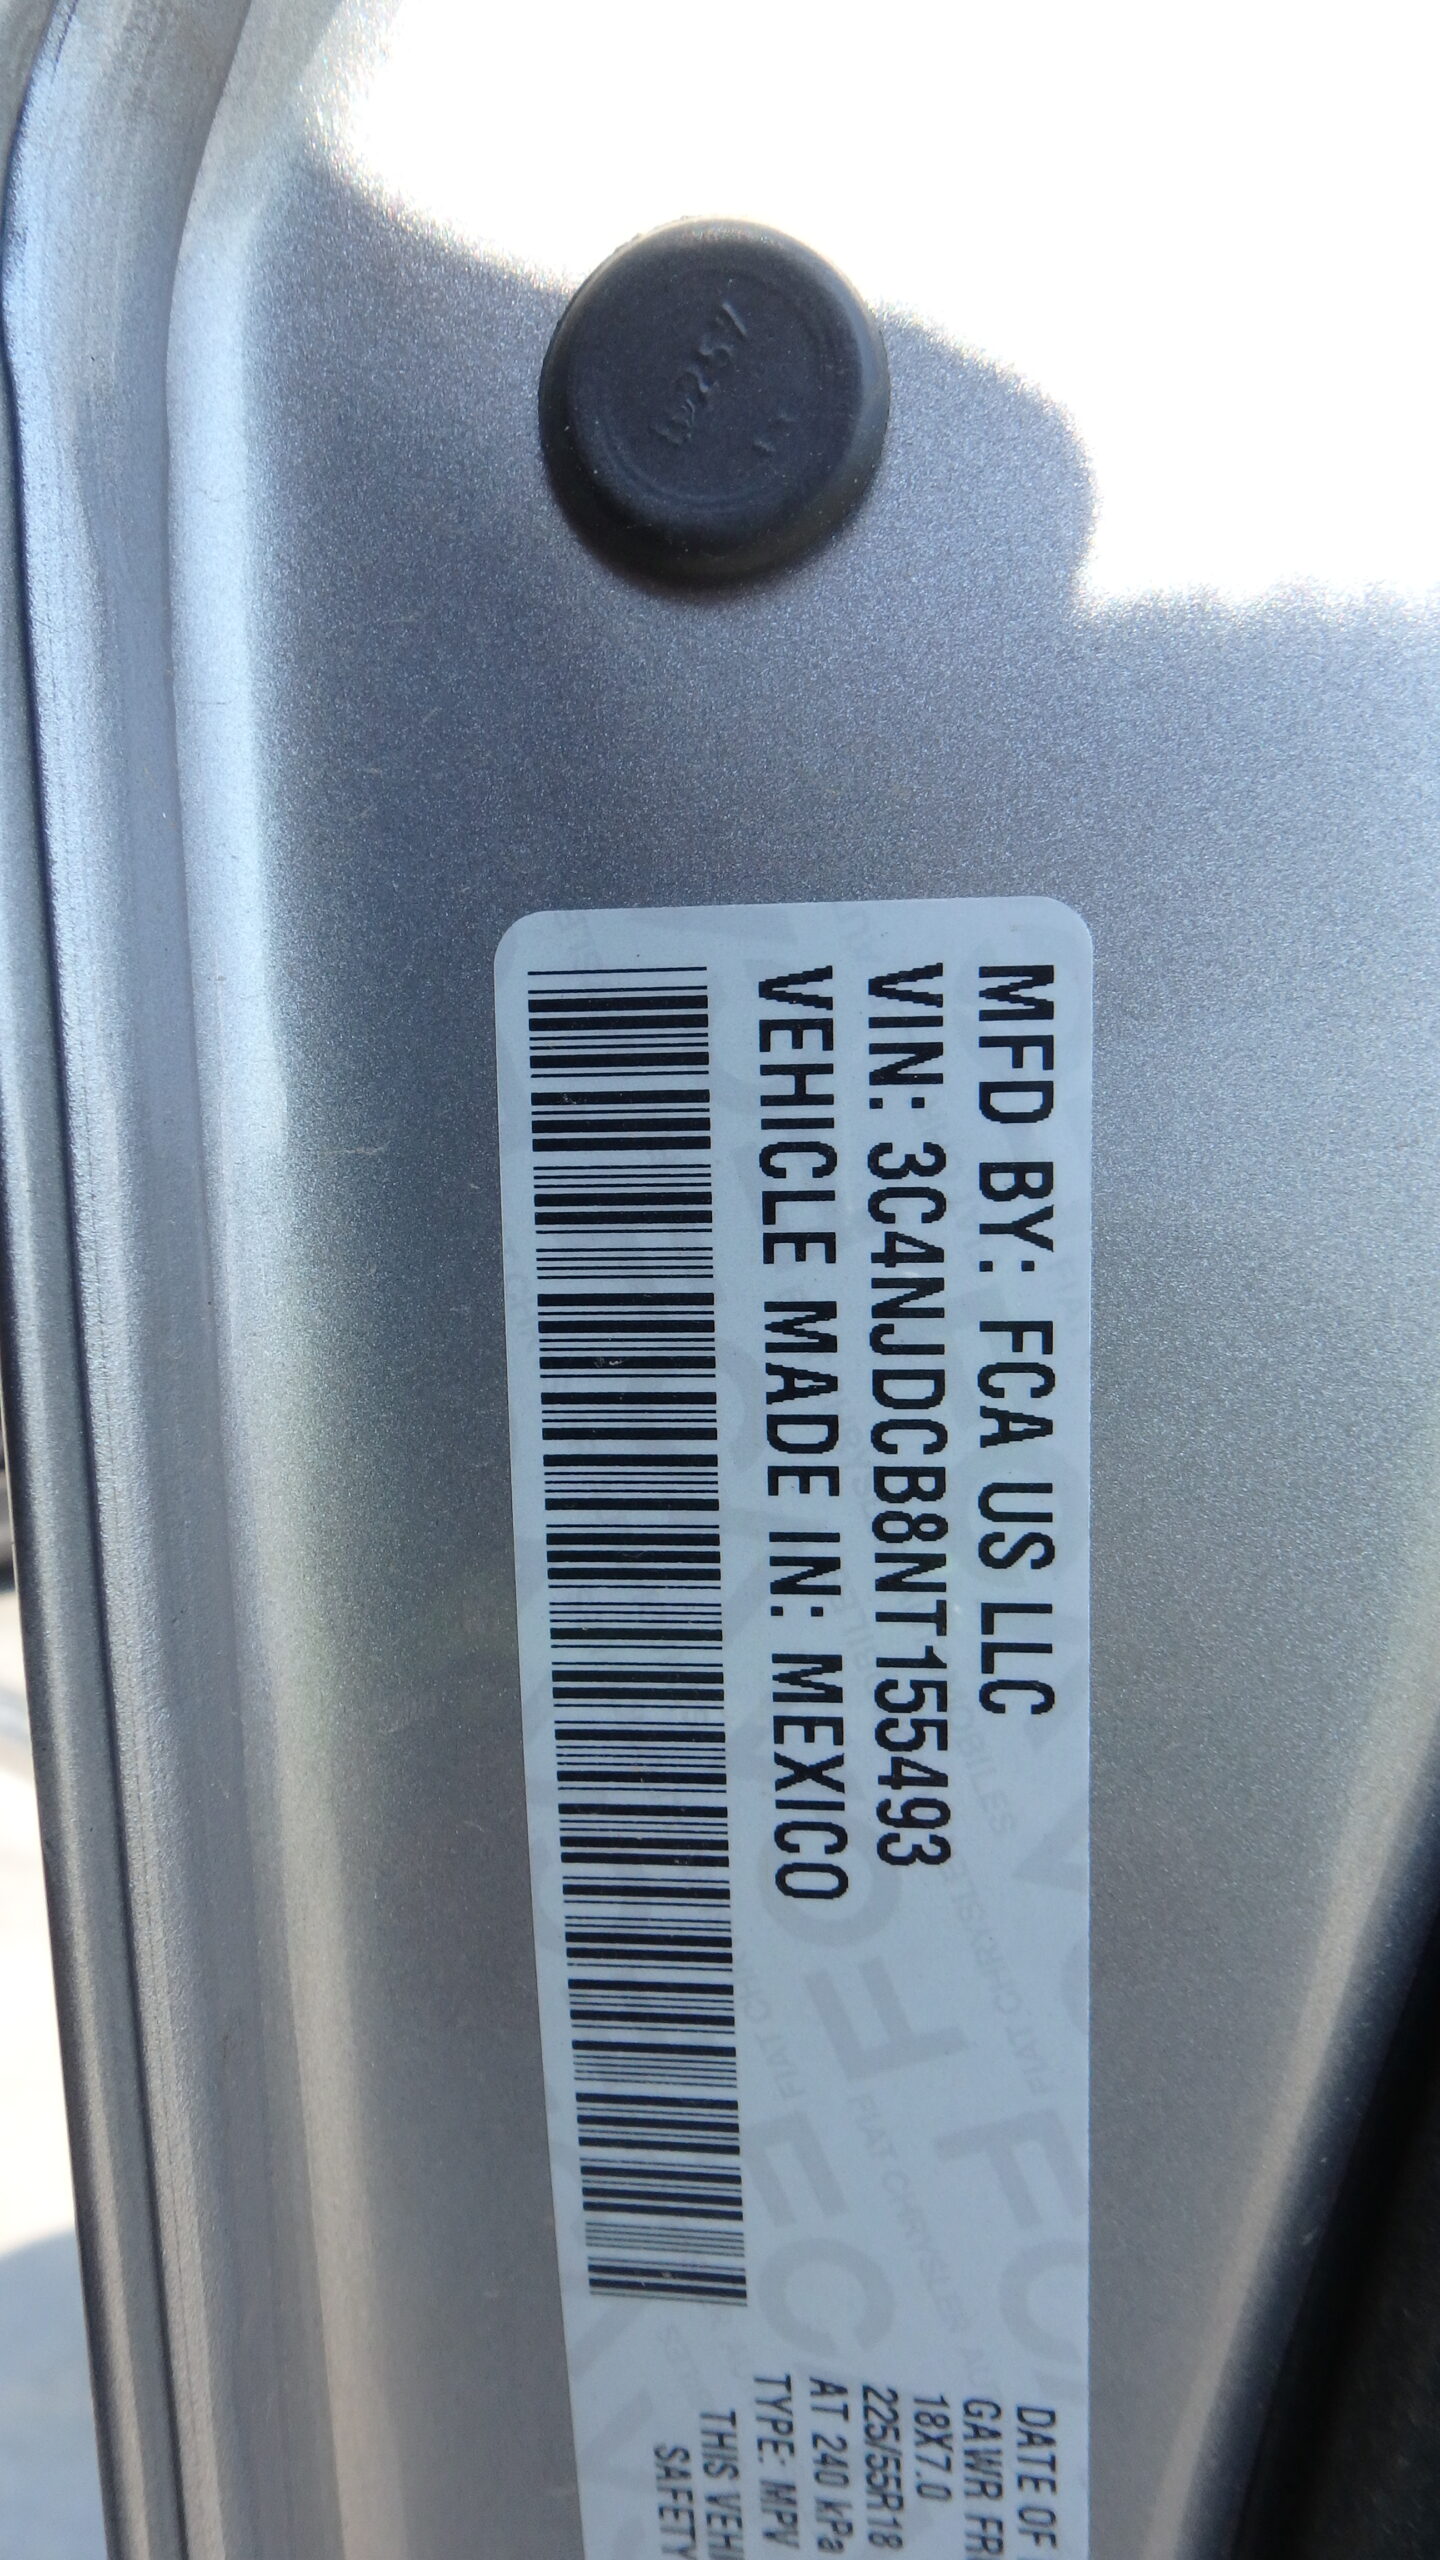 MFD BY: FCA US LLC
VIN: 3C4NJDCB8NT155493
VEHICLE MADE IN: MEXICO
DATE OF
GAWR FR
18X7.0
225/55R18
AT 240 kPa
TYPE: MPV
THIS VEH
SAFETY